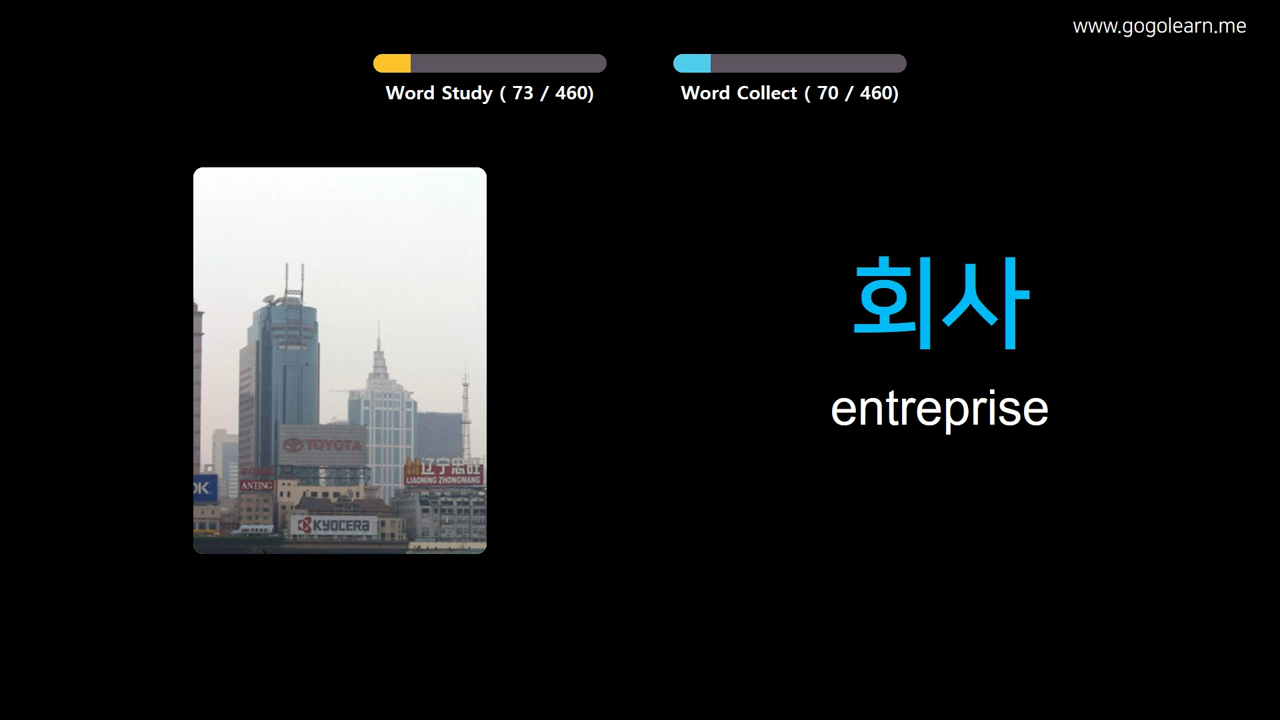 www.gogolearn.me
Word Study ( 73 / 460)
Word Collect ( 70 / 460)
회사
entreprise
TOYOTA
辽宁忠旺
LIAONING ZHONGWANG
OK
ANTING
KYOCERA